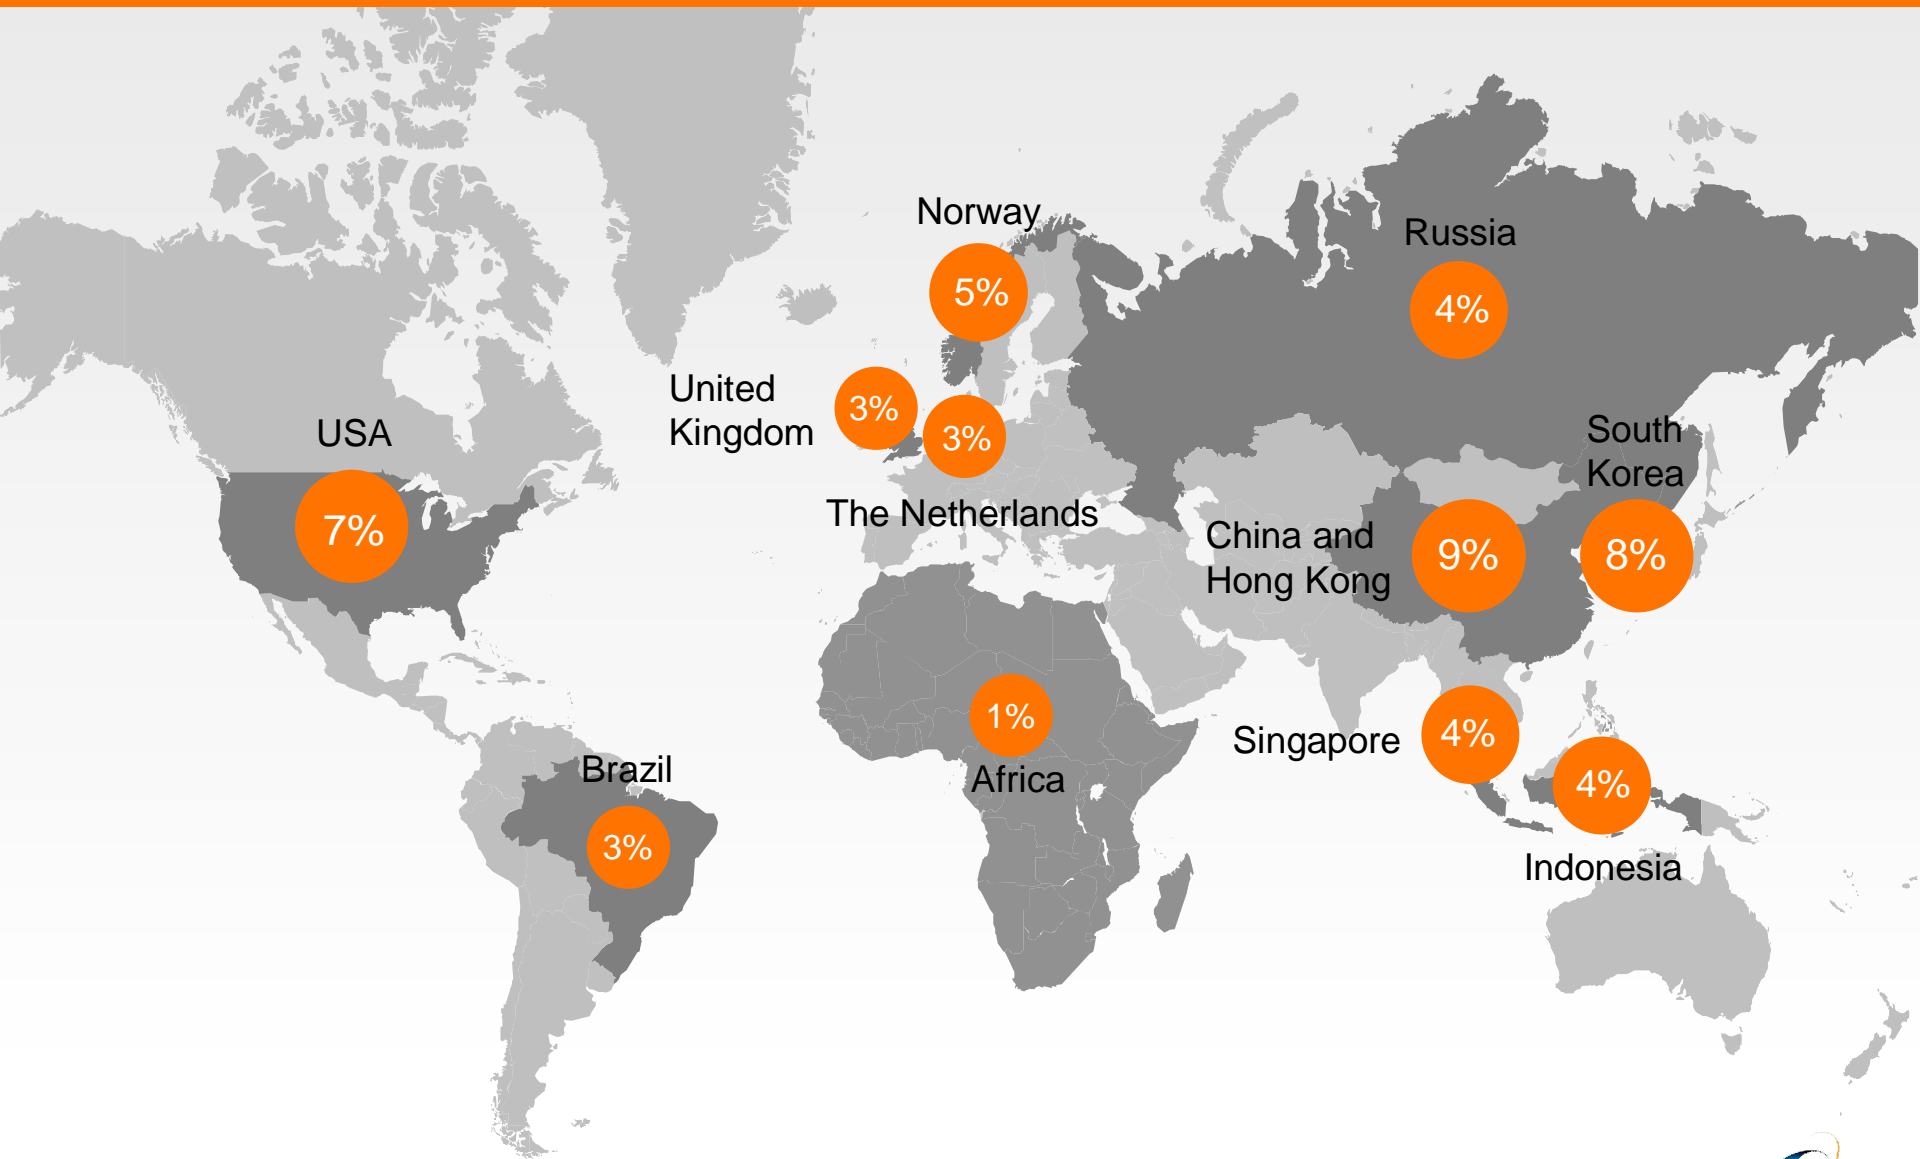 Norway
5%
Russia
4%
United
Kingdom
3%
3%
The Netherlands
USA
7%
South
Korea
8%
China and
Hong Kong
9%
1%
Africa
Singapore
4%
4%
Indonesia
Brazil
3%